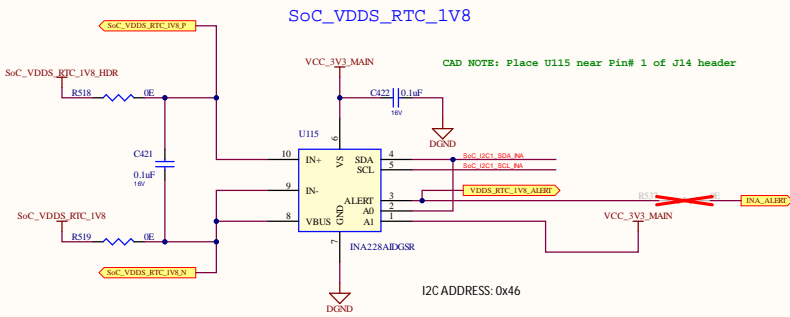 SoC_VDDS_RTC_1V8
SoC_VDDS_RTC_1V8_P
VCC_3V3_MAIN
CAD NOTE: Place U115 near Pin# 1 of J14 header
SoC_VDDS_RTC_1V8_HDR
R518 0E
C422 0.1uF
16V
DGND
U115
C421
0.1uF
16V
10 IN+
9 IN-
8 VBUS
6 VS
7 GND
SDA 4 SoC_I2C1_SDA_INA
SCL 5 SoC_I2C1_SCL_INA
ALERT 3
A0 2
A1 1
VDDS_RTC_1V8_ALERT
INA_ALERT
VCC_3V3_MAIN
SoC_VDDS_RTC_1V8
R519 0E
SoC_VDDS_RTC_1V8_N
INA228AIDGSR
DGND
I2C ADDRESS: 0x46